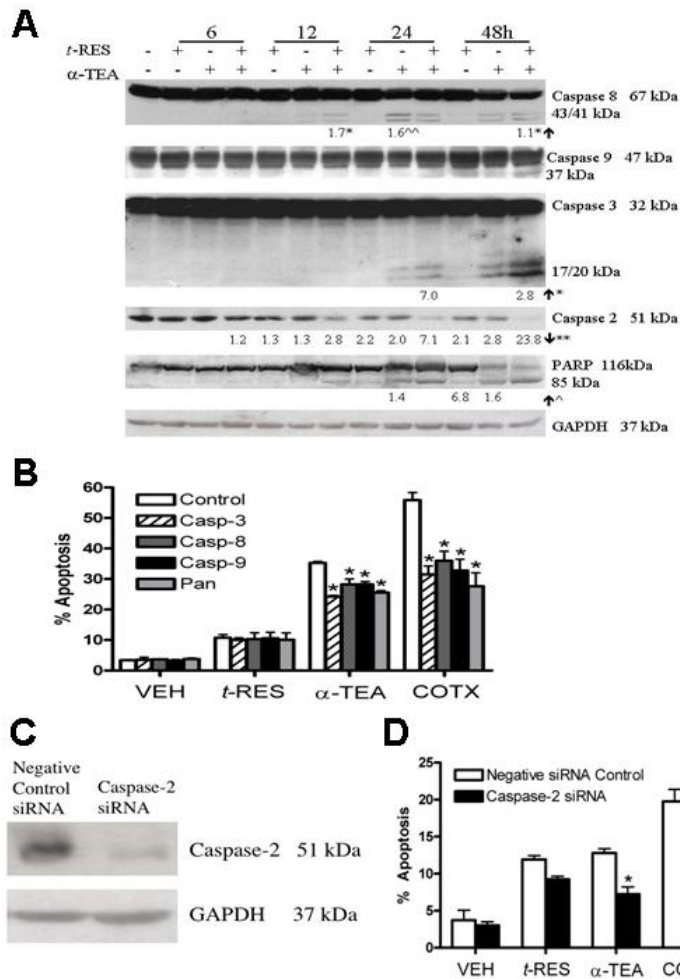 A
6 12 24 48h
t-RES - + - + + - + + - + + - +
α-TEA - - + + - + + - + + - + +
Caspase 8 67 kDa
43/41 kDa
1.7* 1.6^^ 1.1*↑
Caspase 9 47 kDa
37 kDa
Caspase 3 32 kDa
17/20 kDa
7.0 2.8 ↑*
Caspase 2 51 kDa
1.2 1.3 1.3 2.8 2.2 2.0 7.1 2.1 2.8 23.8 ↓**
PARP 116kDa
85 kDa
1.4 6.8 1.6 ↑^
GAPDH 37 kDa
B
% Apoptosis
60
50
40
30
20
10
0
Control
Casp-3
Casp-8
Casp-9
Pan
* * * * * * * *
VEH t-RES α-TEA COTX
C
Negative
Control
siRNA
Caspase-2
siRNA
Caspase-2 51 kDa
GAPDH 37 kDa
D
% Apoptosis
25
20
15
10
5
0
Negative siRNA Control
Caspase-2 siRNA
*
VEH t-RES α-TEA